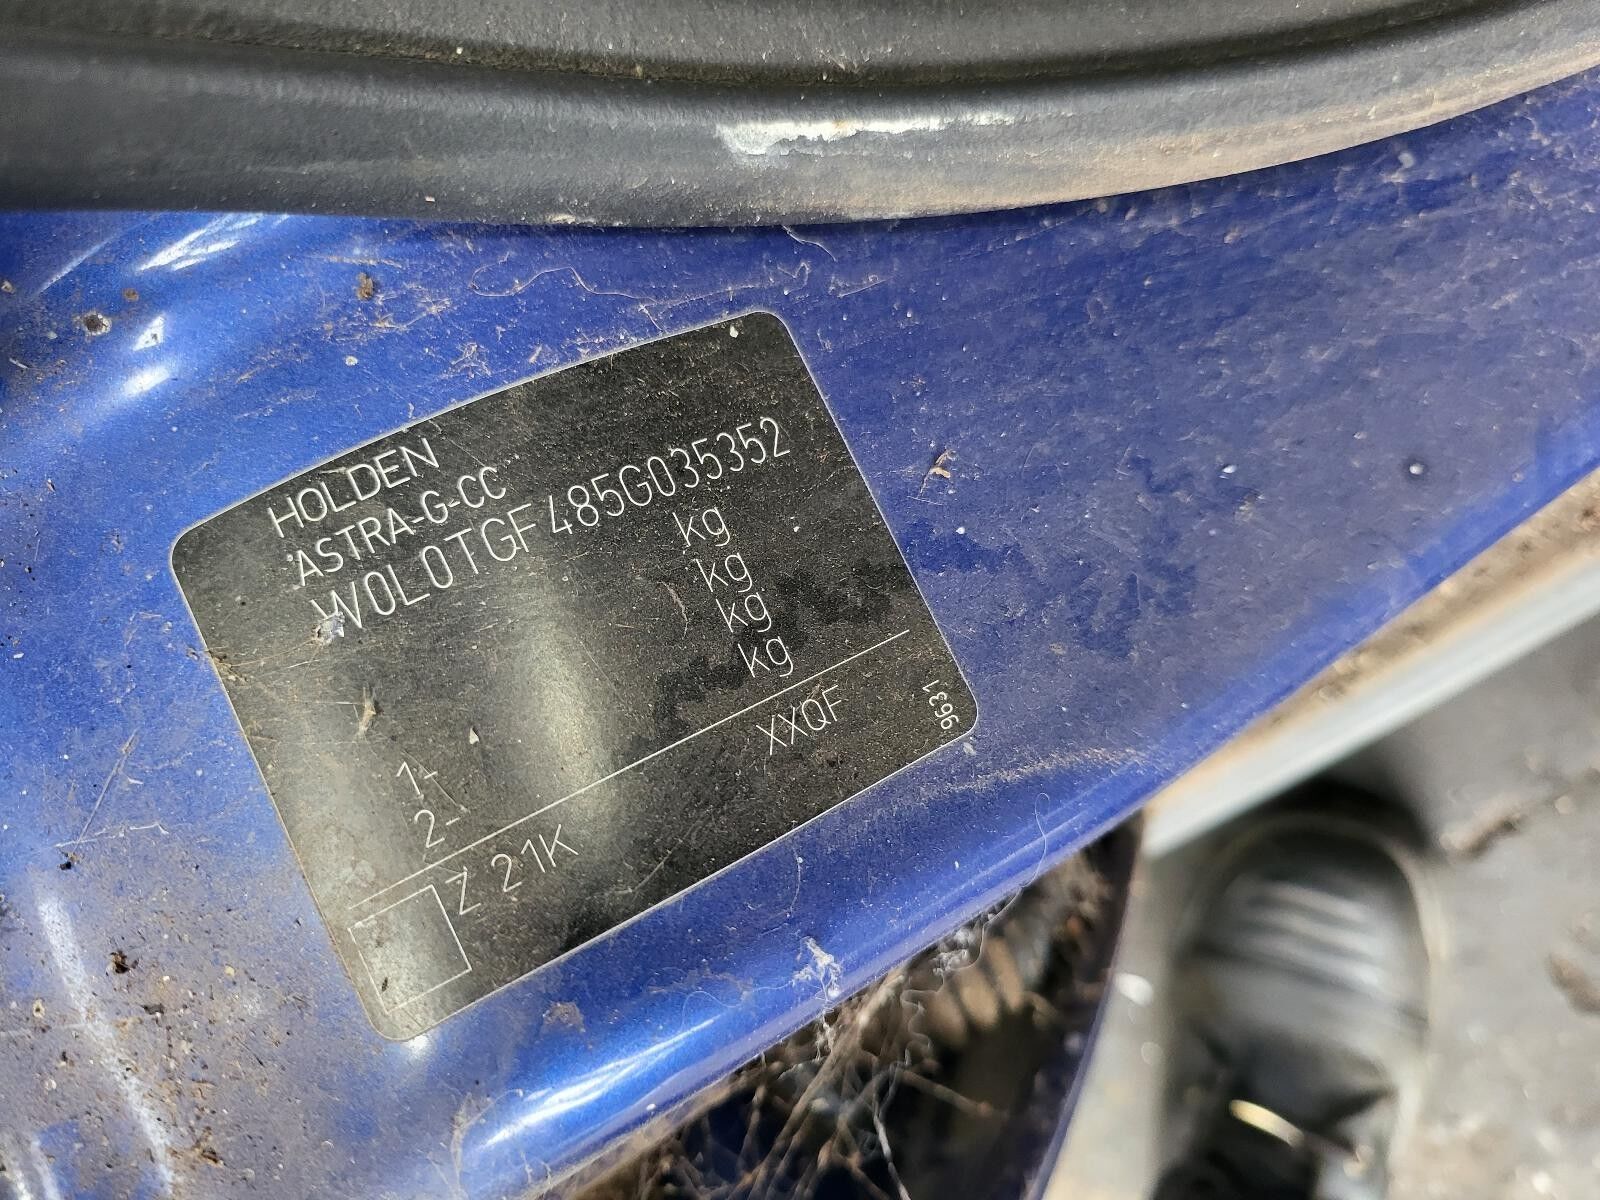 HOLDEN
ASTRA-G-CC
W0L0TGF485G035352
kg
kg
kg
kg
1-
2-
Z 21K
XXQF
9631